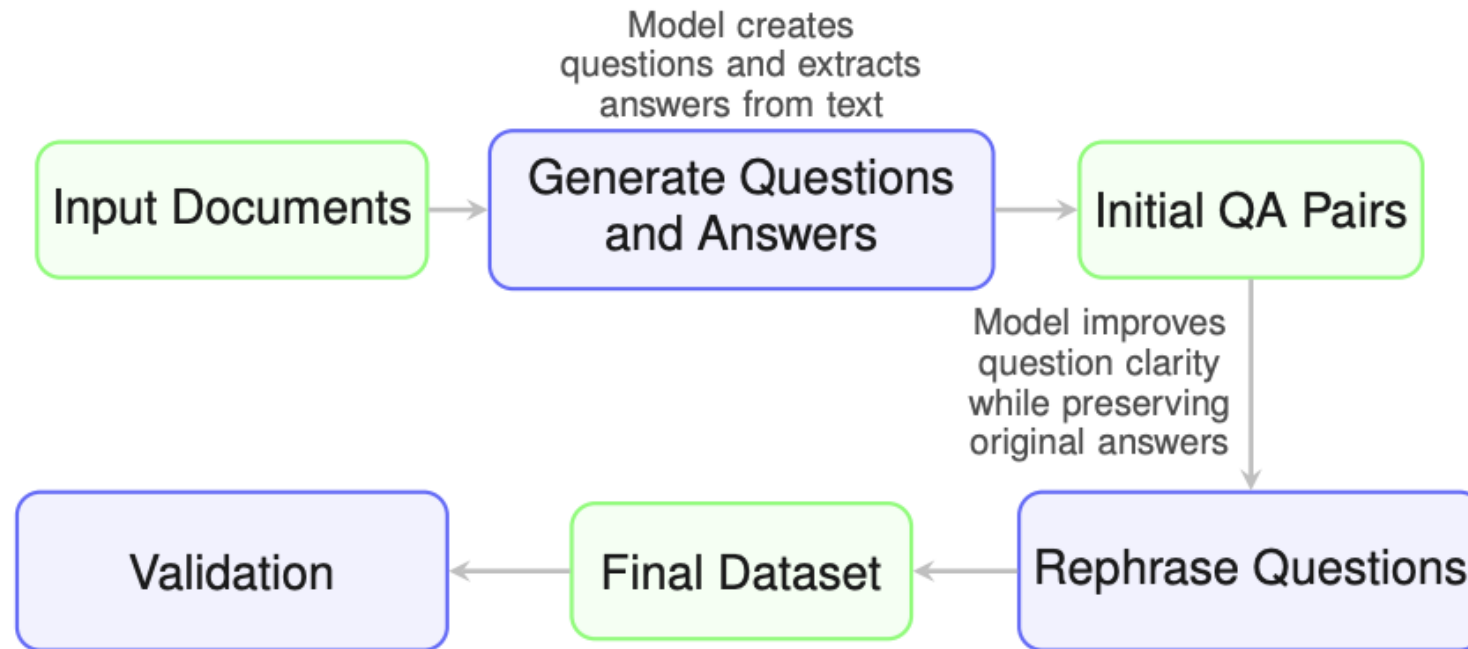 Model creates
questions and extracts
answers from text
Input Documents
Generate Questions
and Answers
Initial QA Pairs
Model improves
question clarity
while preserving
original answers
Validation
Final Dataset
Rephrase Questions